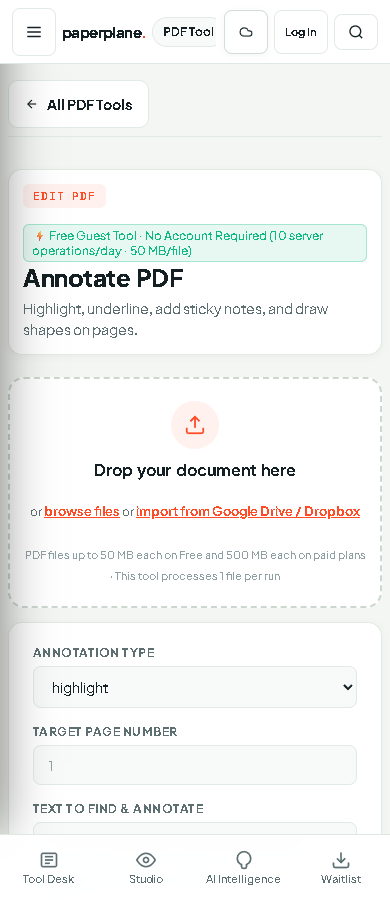 paperplane.
PDF Tool
Log In
All PDF Tools
EDIT PDF
Free Guest Tool · No Account Required (10 server
operations/day · 50 MB/file)
Annotate PDF
Highlight, underline, add sticky notes, and draw
shapes on pages.
Drop your document here
or browse files or import from Google Drive / Dropbox
PDF files up to 50 MB each on Free and 500 MB each on paid plans
· This tool processes 1 file per run
ANNOTATION TYPE
highlight
TARGET PAGE NUMBER
1
TEXT TO FIND & ANNOTATE
Tool Desk
Studio
AI Intelligence
Waitlist